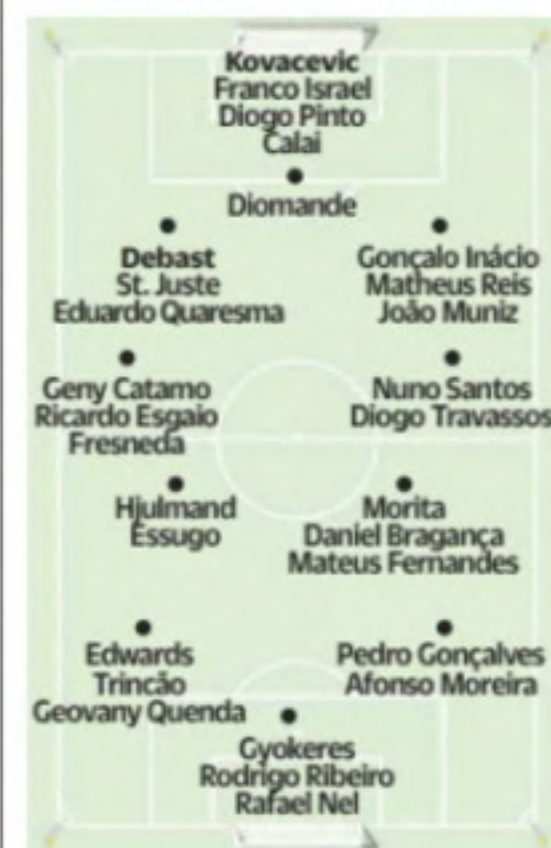 Kovacevic
Franco Israel
Diogo Pinto
Calai
Diomande
Debast
St. Juste
Eduardo Quaresma
Gonçalo Inácio
Matheus Reis
João Muniz
Geny Catamo
Ricardo Esgaio
Fresneda
Nuno Santos
Diogo Travassos
Hjulmand
Essugo
Morita
Daniel Bragança
Mateus Fernandes
Edwards
Trincão
Geovany Quenda
Pedro Gonçalves
Afonso Moreira
Gyokeres
Rodrigo Ribeiro
Rafael Nel